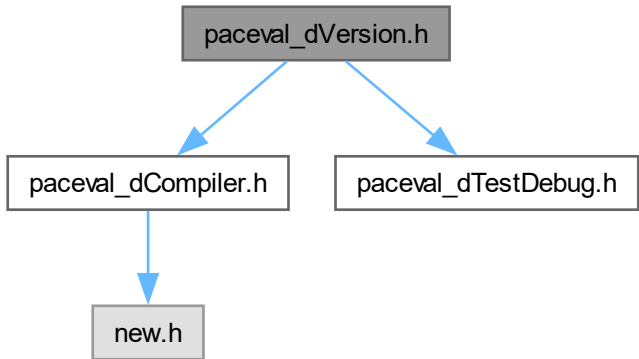 paceval_dVersion.h
paceval_dCompiler.h
paceval_dTestDebug.h
new.h